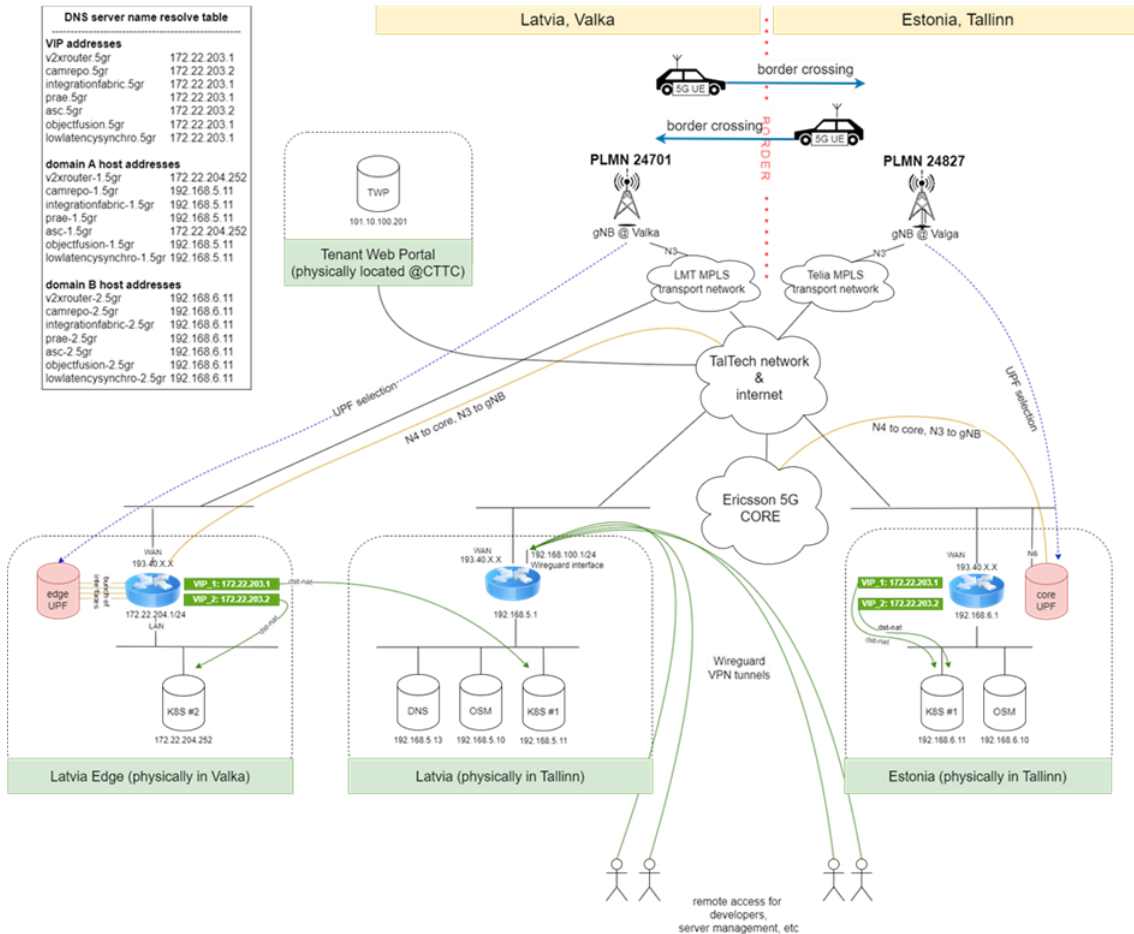 DNS server name resolve table
VIP addresses
v2xrouter.5gr 172.22.203.1
camrepo.5gr 172.22.203.2
integrationfabric.5gr 172.22.203.1
prae.5gr 172.22.203.1
asc.5gr 172.22.203.2
objectfusion.5gr 172.22.203.1
lowlatencysynchro.5gr 172.22.203.1
domain A host addresses
v2xrouter-1.5gr 172.22.204.252
camrepo-1.5gr 192.168.5.11
integrationfabric-1.5gr 192.168.5.11
prae-1.5gr 192.168.5.11
asc-1.5gr 172.22.204.252
objectfusion-1.5gr 192.168.5.11
lowlatencysynchro-1.5gr 192.168.5.11
domain B host addresses
v2xrouter-2.5gr 192.168.6.11
camrepo-2.5gr 192.168.6.11
integrationfabric-2.5gr 192.168.6.11
prae-2.5gr 192.168.6.11
asc-2.5gr 192.168.6.11
objectfusion-2.5gr 192.168.6.11
lowlatencysynchro-2.5gr 192.168.6.11
Latvia, Valka
Estonia, Tallinn
5G UE
border crossing
border crossing
5G UE
BORDER
PLMN 24701
PLMN 24827
gNB @ Valka
gNB @ Valga
N3
N3
TWP
101.10.100.201
Tenant Web Portal
(physically located @CTTC)
LMT MPLS
transport network
Telia MPLS
transport network
TalTech network
&
internet
UPF selection
UPF selection
N4 to core, N3 to gNB
N4 to core, N3 to gNB
Ericsson 5G
CORE
WAN
193.40.X.X
edge
UPF
bunch of
interfaces
VIP_1: 172.22.203.1
VIP_2: 172.22.203.2
dst-nat
dst-nat
172.22.204.1/24
LAN
K8S #2
172.22.204.252
Latvia Edge (physically in Valka)
WAN
193.40.X.X
192.168.100.1/24
Wireguard interface
192.168.5.1
DNS
OSM
K8S #1
192.168.5.13
192.168.5.10
192.168.5.11
Latvia (physically in Tallinn)
Wireguard
VPN tunnels
WAN
N6
193.40.X.X
VIP_1: 172.22.203.1
VIP_2: 172.22.203.2
core
UPF
192.168.6.1
dst-nat
dst-nat
K8S #1
OSM
192.168.6.11
192.168.6.10
Estonia (physically in Tallinn)
remote access for
developers,
server management, etc